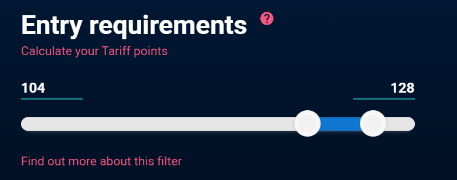 Entry requirements ?
Calculate your Tariff points
104 128
Find out more about this filter